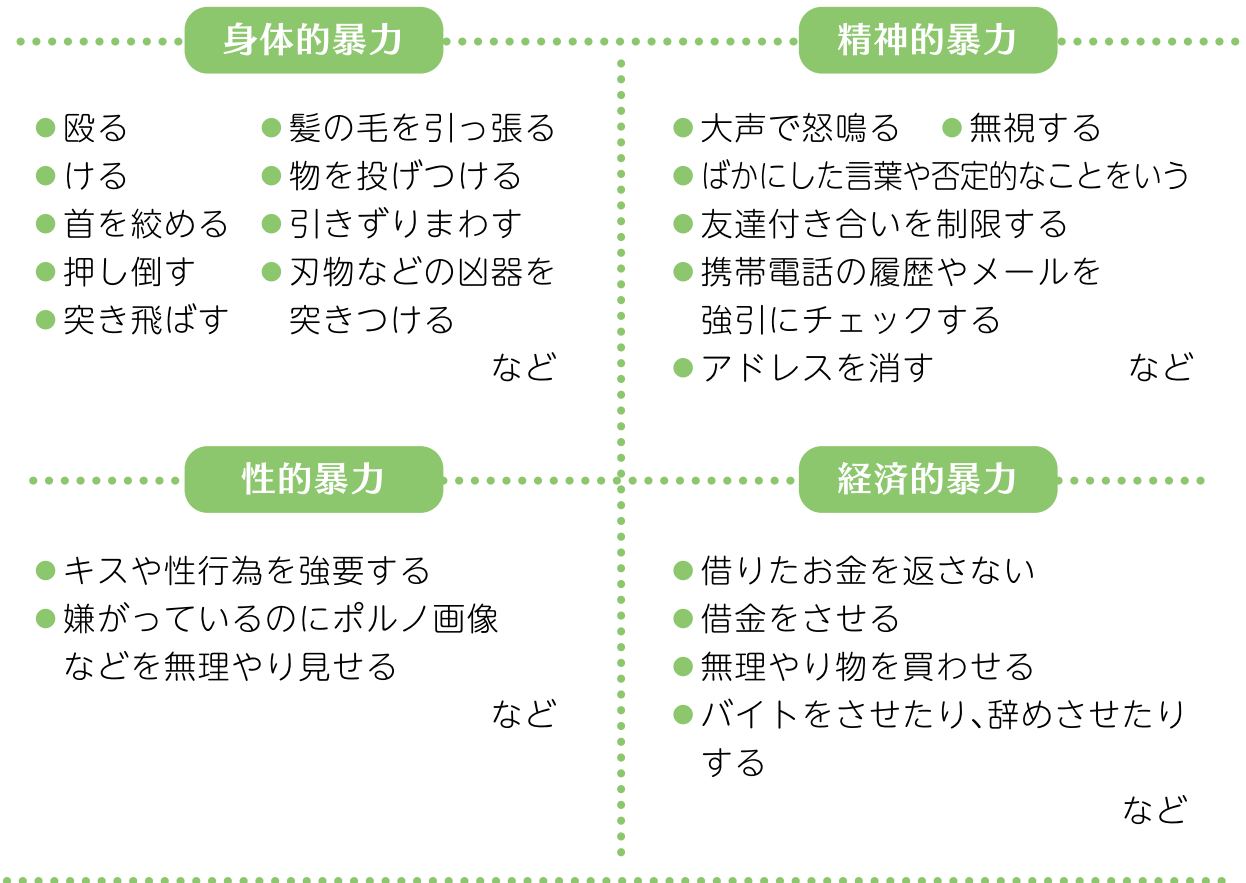 身体的暴力
●殴る
●ける
●首を絞める
●押し倒す
●突き飛ばす
●髪の毛を引っ張る
●物を投げつける
●引きずりまわす
●刃物などの凶器を
突きつける
など
精神的暴力
●大声で怒鳴る ●無視する
●ばかにした言葉や否定的なことをいう
●友達付き合いを制限する
●携帯電話の履歴やメールを
強引にチェックする
●アドレスを消す など
性的暴力
●キスや性行為を強要する
●嫌がっているのにポルノ画像
などを無理やり見せる
など
経済的暴力
●借りたお金を返さない
●借金をさせる
●無理やり物を買わせる
●バイトをさせたり、辞めさせたり
する
など